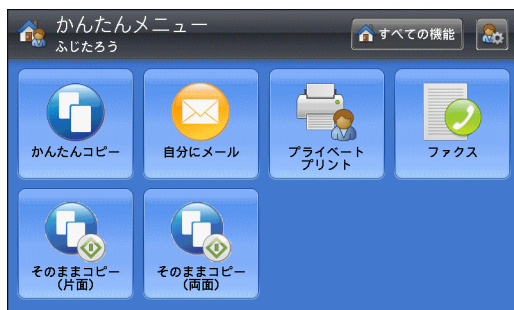 かんたんメニュー
ふじたろう
すべての機能
かんたんコピー
自分にメール
プライベート
プリント
ファクス
そのままコピー
(片面)
そのままコピー
(両面)